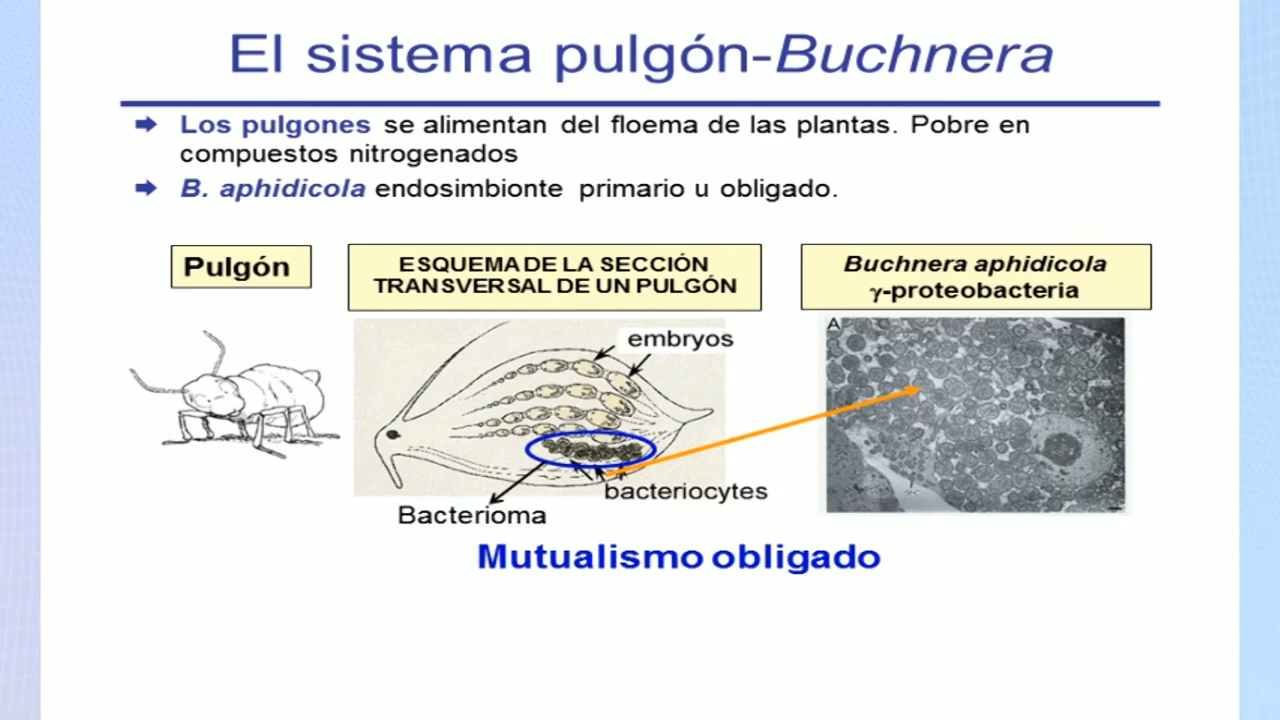 El sistema pulgón-Buchnera
Los pulgones se alimentan del floema de las plantas. Pobre en
compuestos nitrogenados
B. aphidicola endosimbionte primario u obligado.
Pulgón
ESQUEMA DE LA SECCIÓN
TRANSVERSAL DE UN PULGÓN
Buchnera aphidicola
γ-proteobacteria
A
embryos
bacteriocytes
Bacterioma
Mutualismo obligado